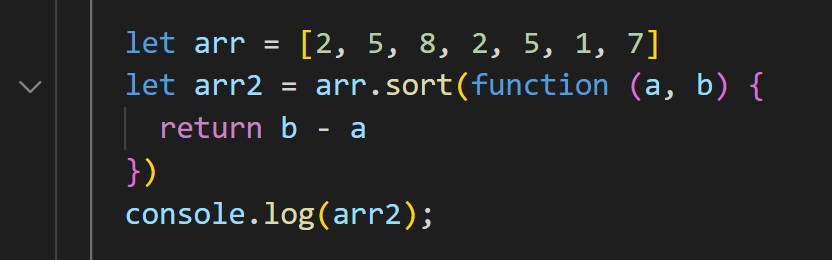 let arr = [2, 5, 8, 2, 5, 1, 7]
let arr2 = arr.sort(function (a, b) {
  return b - a
})
console.log(arr2);